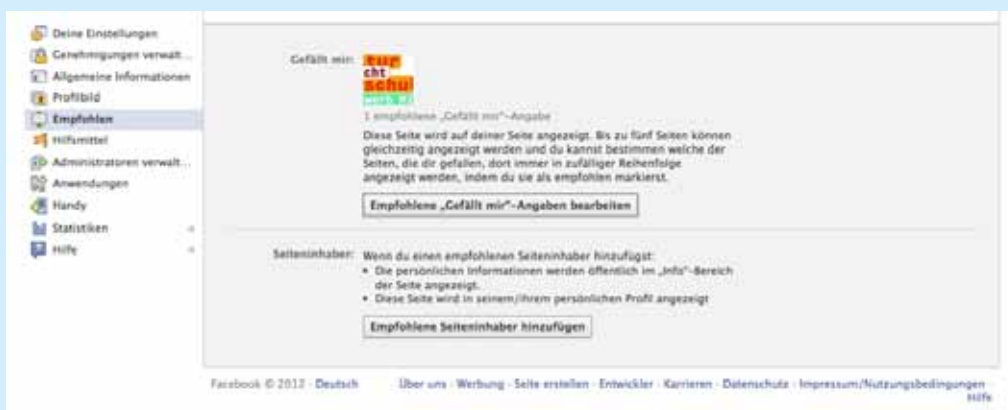 Deine Einstellungen
Genehmigungen verwalt...
Allgemeine Informationen
Profilbild
Empfohlen
Hilfsmittel
Administratoren verwalt...
Anwendungen
Handy
Statistiken
Hilfe
Gefällt mir:
tur
cht
schul
1 empfohlene „Gefällt mir“-Angabe
Diese Seite wird auf deiner Seite angezeigt. Bis zu fünf Seiten können
gleichzeitig angezeigt werden und du kannst bestimmen welche der
Seiten, die dir gefallen, dort immer in zufälliger Reihenfolge
angezeigt werden, indem du sie als empfohlen markierst.
Empfohlene „Gefällt mir“-Angaben bearbeiten
Seiteninhaber:
Wenn du einen empfohlenen Seiteninhaber hinzufügst:
• Die persönlichen Informationen werden öffentlich im „Info“-Bereich
der Seite angezeigt.
• Diese Seite wird in seinem/ihrem persönlichen Profil angezeigt
Empfohlene Seiteninhaber hinzufügen
Facebook © 2012 · Deutsch
Über uns · Werbung · Seite erstellen · Entwickler · Karrieren · Datenschutz · Impressum/Nutzungsbedingungen ·
Hilfe